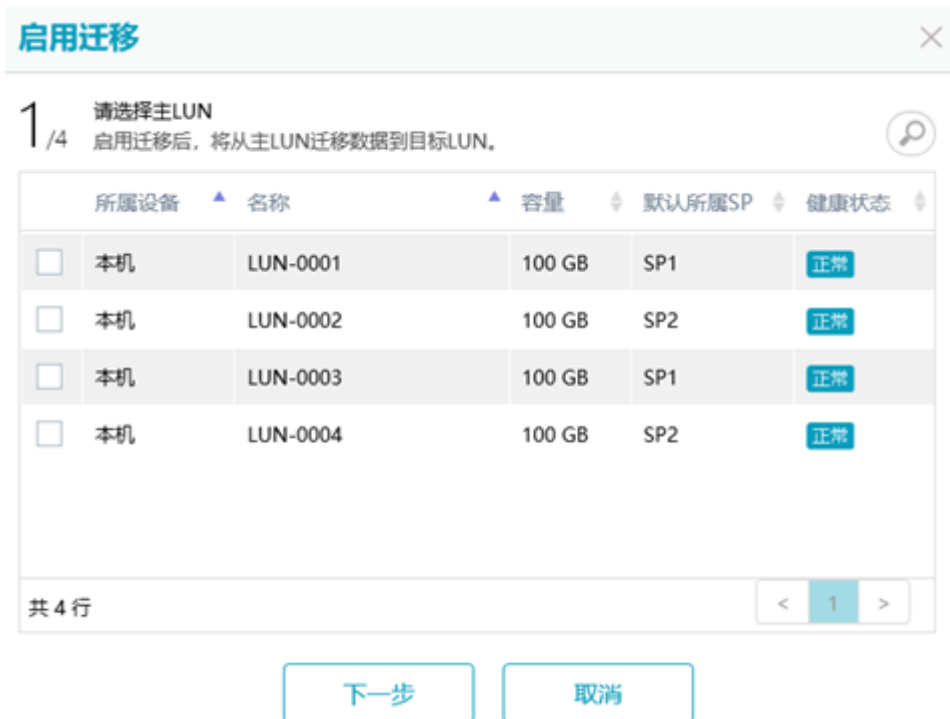 启用迁移
1/4 请选择主LUN
启用迁移后，将从主LUN迁移数据到目标LUN。
所属设备 名称 容量 默认所属SP 健康状态
本机 LUN-0001 100 GB SP1 正常
本机 LUN-0002 100 GB SP2 正常
本机 LUN-0003 100 GB SP1 正常
本机 LUN-0004 100 GB SP2 正常
共 4 行 < 1 >
下一步 取消